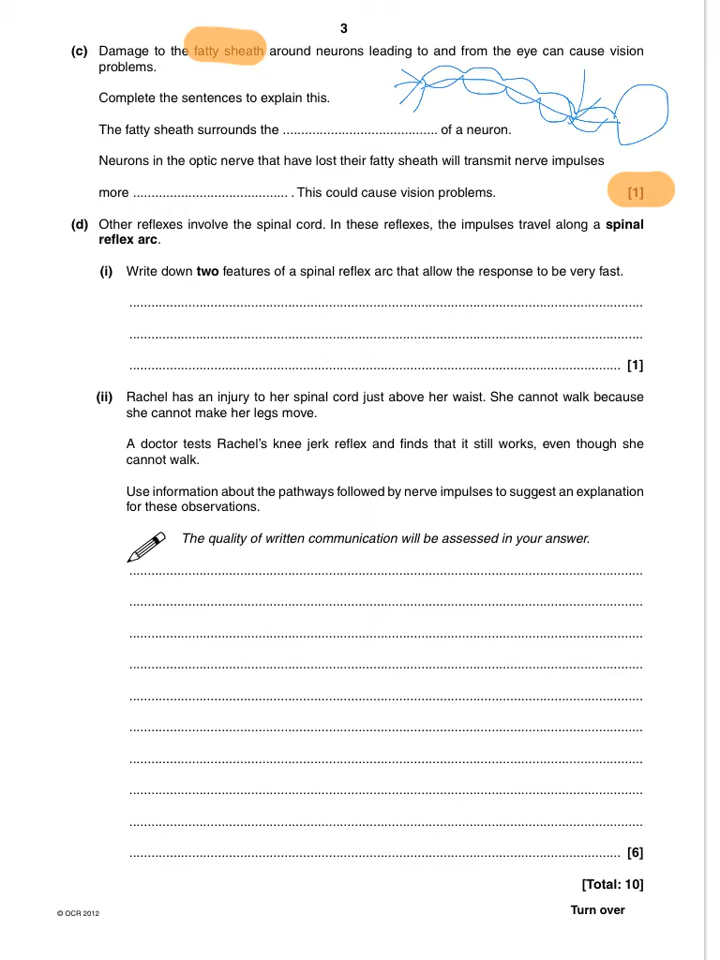 3
(c) Damage to the fatty sheath around neurons leading to and from the eye can cause vision
problems.
Complete the sentences to explain this.
The fatty sheath surrounds the .......................................... of a neuron.
Neurons in the optic nerve that have lost their fatty sheath will transmit nerve impulses
more .......................................... . This could cause vision problems. [1]
(d) Other reflexes involve the spinal cord. In these reflexes, the impulses travel along a spinal
reflex arc.
(i) Write down two features of a spinal reflex arc that allow the response to be very fast.
[1]
(ii) Rachel has an injury to her spinal cord just above her waist. She cannot walk because
she cannot make her legs move.
A doctor tests Rachel's knee jerk reflex and finds that it still works, even though she
cannot walk.
Use information about the pathways followed by nerve impulses to suggest an explanation
for these observations.
The quality of written communication will be assessed in your answer.
[6]
[Total: 10]
© OCR 2012
Turn over